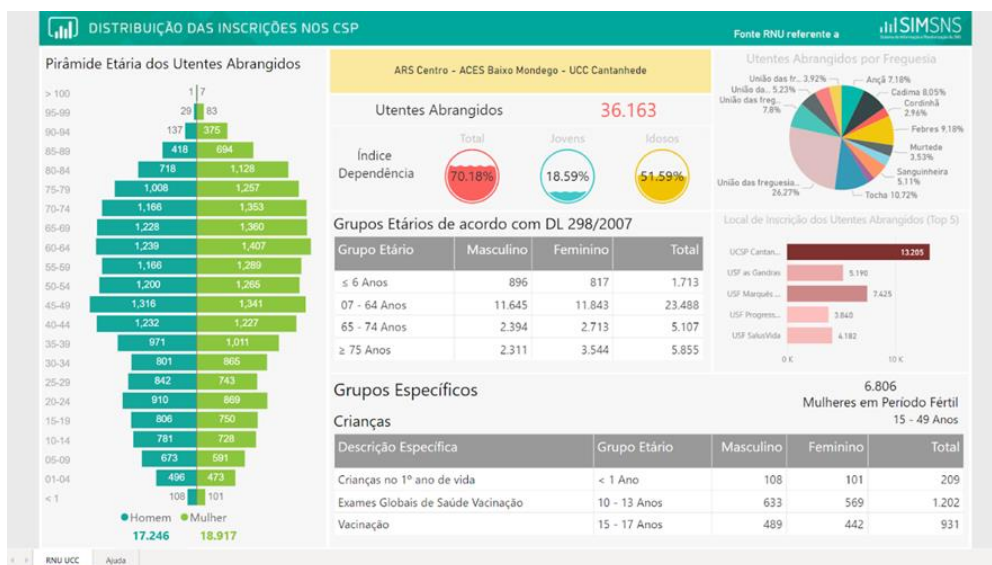 DISTRIBUIÇÃO DAS INSCRIÇÕES NOS CSP
Fonte RNU referente a
SIMSNS
Pirâmide Etária dos Utentes Abrangidos
> 100 1 7
95-99 29 83
90-94 137 375
85-89 418 694
80-84 718 1,128
75-79 1,008 1,257
70-74 1,166 1,353
65-69 1,228 1,360
60-64 1,239 1,407
55-59 1,166 1,289
50-54 1,200 1,265
45-49 1,316 1,341
40-44 1,232 1,227
35-39 971 1,011
30-34 801 865
25-29 842 743
20-24 910 869
15-19 806 750
10-14 781 728
05-09 673 591
01-04 496 473
< 1 108 101
Homem Mulher
17.246 18.917
ARS Centro - ACES Baixo Mondego - UCC Cantanhede
Utentes Abrangidos 36.163
Índice Dependência
Total Jovens Idosos
70.18% 18.59% 51.59%
Grupos Etários de acordo com DL 298/2007
Grupo Etário Masculino Feminino Total
≤ 6 Anos 896 817 1.713
07 - 64 Anos 11.645 11.843 23.488
65 - 74 Anos 2.394 2.713 5.107
≥ 75 Anos 2.311 3.544 5.855
Utentes Abrangidos por Freguesia
União das fr.. 3.92%
União da.. 5.23%
União das freg...
7.8%
União das freguesia...
26.27%
Ançã 7.18%
Cadima 8.05%
Cordinhã
2.96%
Febres 9.18%
Murtede
3.53%
Sanguinheira
5.11%
Tocha 10.72%
Local de Inscrição dos Utentes Abrangidos (Top 5)
UCSP Cantan... 13.205
USF as Gandras 5.190
USF Marquês ... 7.425
USF Progress... 3.840
USF SalusVida 4.182
0 K 10 K
Grupos Específicos
6.806
Mulheres em Período Fértil
15 - 49 Anos
Crianças
Descrição Específica Grupo Etário Masculino Feminino Total
Crianças no 1º ano de vida < 1 Ano 108 101 209
Exames Globais de Saúde Vacinação 10 - 13 Anos 633 569 1.202
Vacinação 15 - 17 Anos 489 442 931
RNU UCC Ajuda